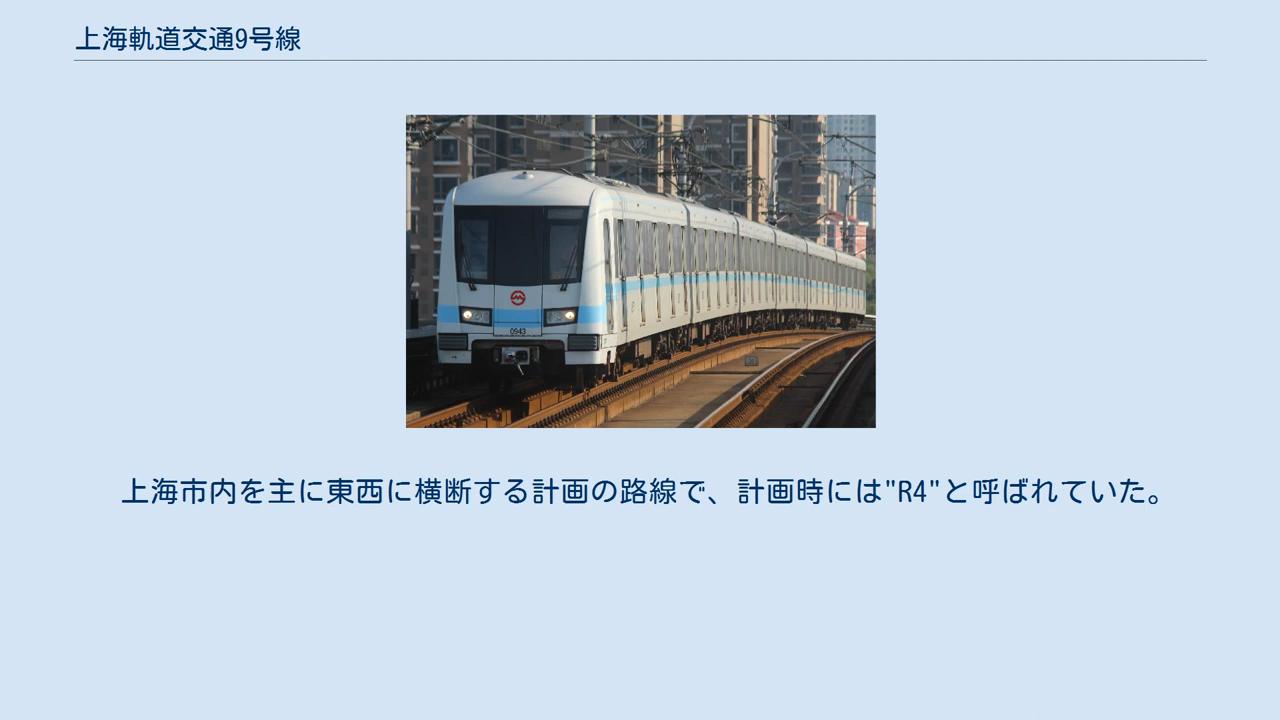 上海軌道交通9号線
0943
上海市内を主に東西に横断する計画の路線で、計画時には"R4"と呼ばれていた。